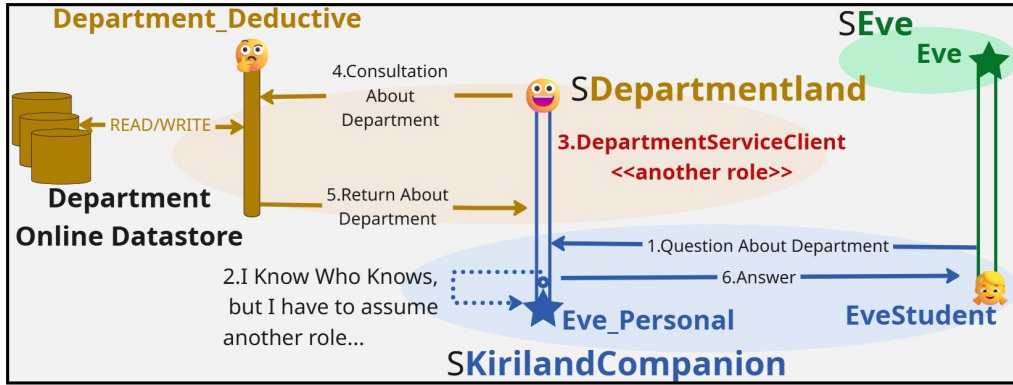 Department_Deductive
SEve
Eve
4.Consultation
About
Department
SDepartmentland
READ/WRITE
3.DepartmentServiceClient
<<another role>>
Department
Online Datastore
5.Return About
Department
1.Question About Department
2.I Know Who Knows,
but I have to assume
another role...
6.Answer
Eve_Personal
EveStudent
SKirilandCompanion